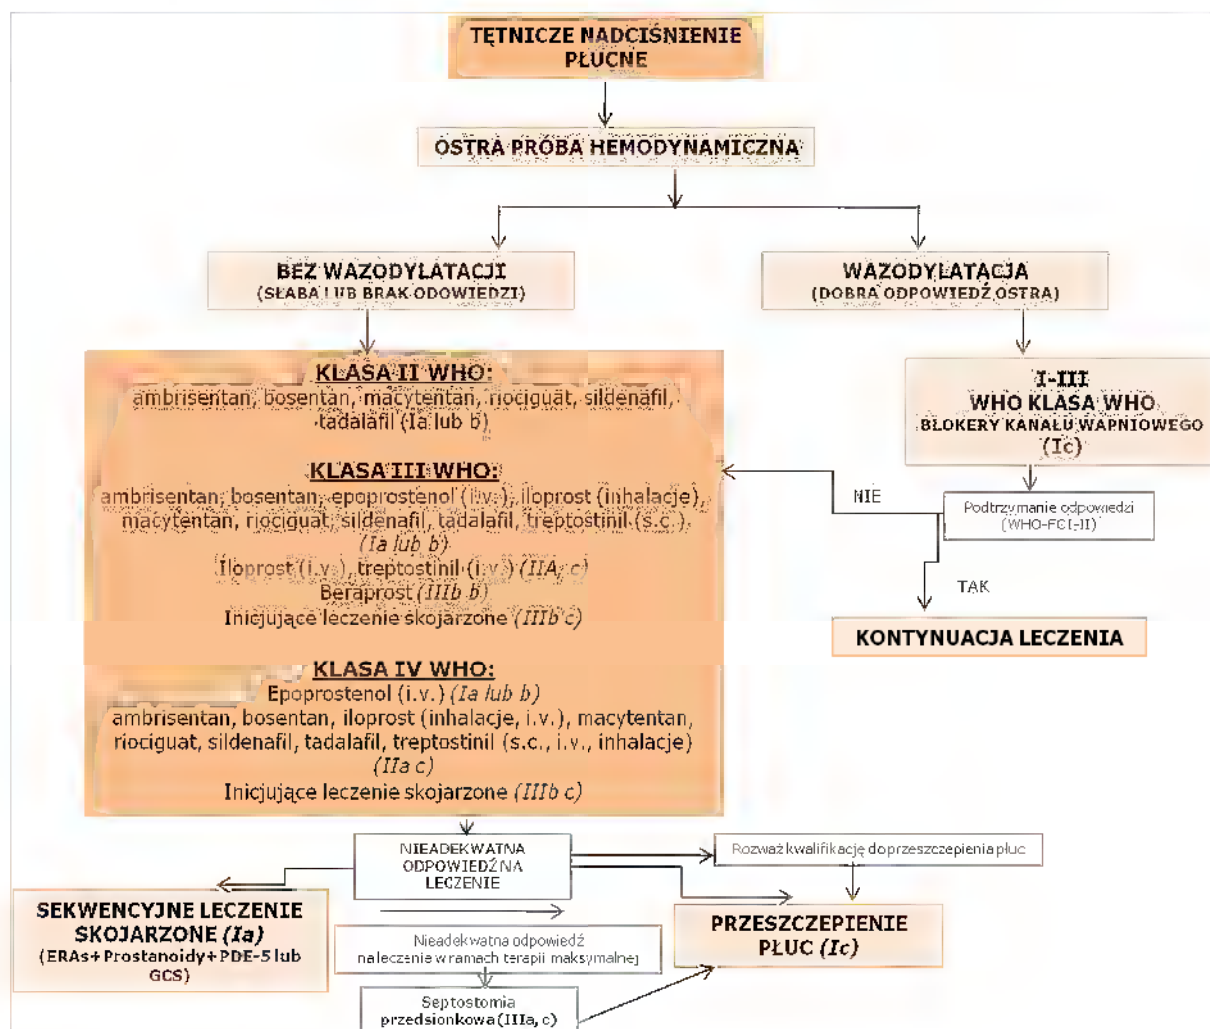 TĘTNICZE NADCIŚNIENIE
PŁUCNE
OSTRA PRÓBA HEMODYNAMICZNA
BEZ WAZODYLATACJI
(SŁABA LUB BRAK ODOWIEDZI)
WAZODYLATACJA
(DOBRA ODPOWIEDŹ OSTRA)
KLASA II WHO:
ambrisentan, bosentan, macytentan, riociguat, sildenafil,
tadalafil (Ia lub b)
KLASA III WHO:
ambrisentan, bosentan, epoprostenol (i.v.), iloprost (inhalacje),
macytentan, riociguat, sildenafil, tadalafil, treptostinil (s.c.)
(Ia lub b)
Iloprost (i.v.), treptostinil (i.v.) (IIA, c)
Beraprost (IIIb b)
Inicjujące leczenie skojarzone (IIIb c)
KLASA IV WHO:
Epoprostenol (i.v.) (Ia lub b)
ambrisentan, bosentan, iloprost (inhalacje, i.v.), macytentan,
riociguat, sildenafil, tadalafil, treptostinil (s.c., i.v., inhalacje)
(IIa c)
Inicjujące leczenie skojarzone (IIIb c)
I-III
WHO KLASA WHO
BLOKERY KANAŁU WAPNIOWEGO
(Ic)
NIE
Podtrzymanie odpowiedzi
(WHO-FC I-II)
TAK
KONTYNUACJA LECZENIA
NIEADEKWATNA
ODPOWIEDŹ NA
LECZENIE
Rozważ kwalifikację do przeszczepienia płuc
SEKWENCYJNE LECZENIE
SKOJARZONE (Ia)
(ERAs+Prostanoidy+PDE-5 lub
GCS)
Nieadekwatna odpowiedź
na leczenie w ramach terapii maksymalnej
PRZESZCZEPIENIE
PŁUC (Ic)
Septostomia
przedsionkowa (IIIa, c)